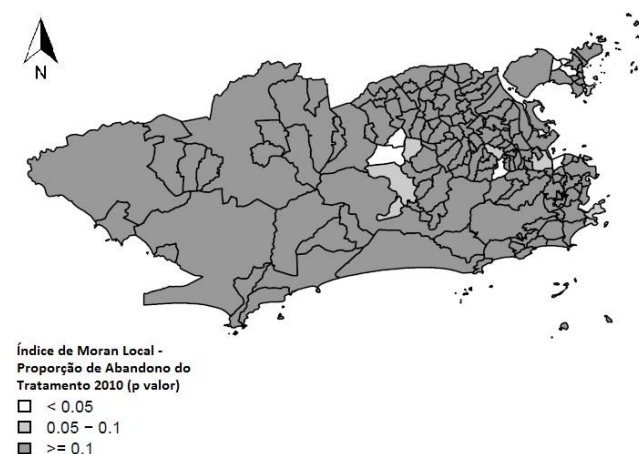 N
Índice de Moran Local -
Proporção de Abandono do
Tratamento 2010 (p valor)
< 0.05
0.05 − 0.1
>= 0.1